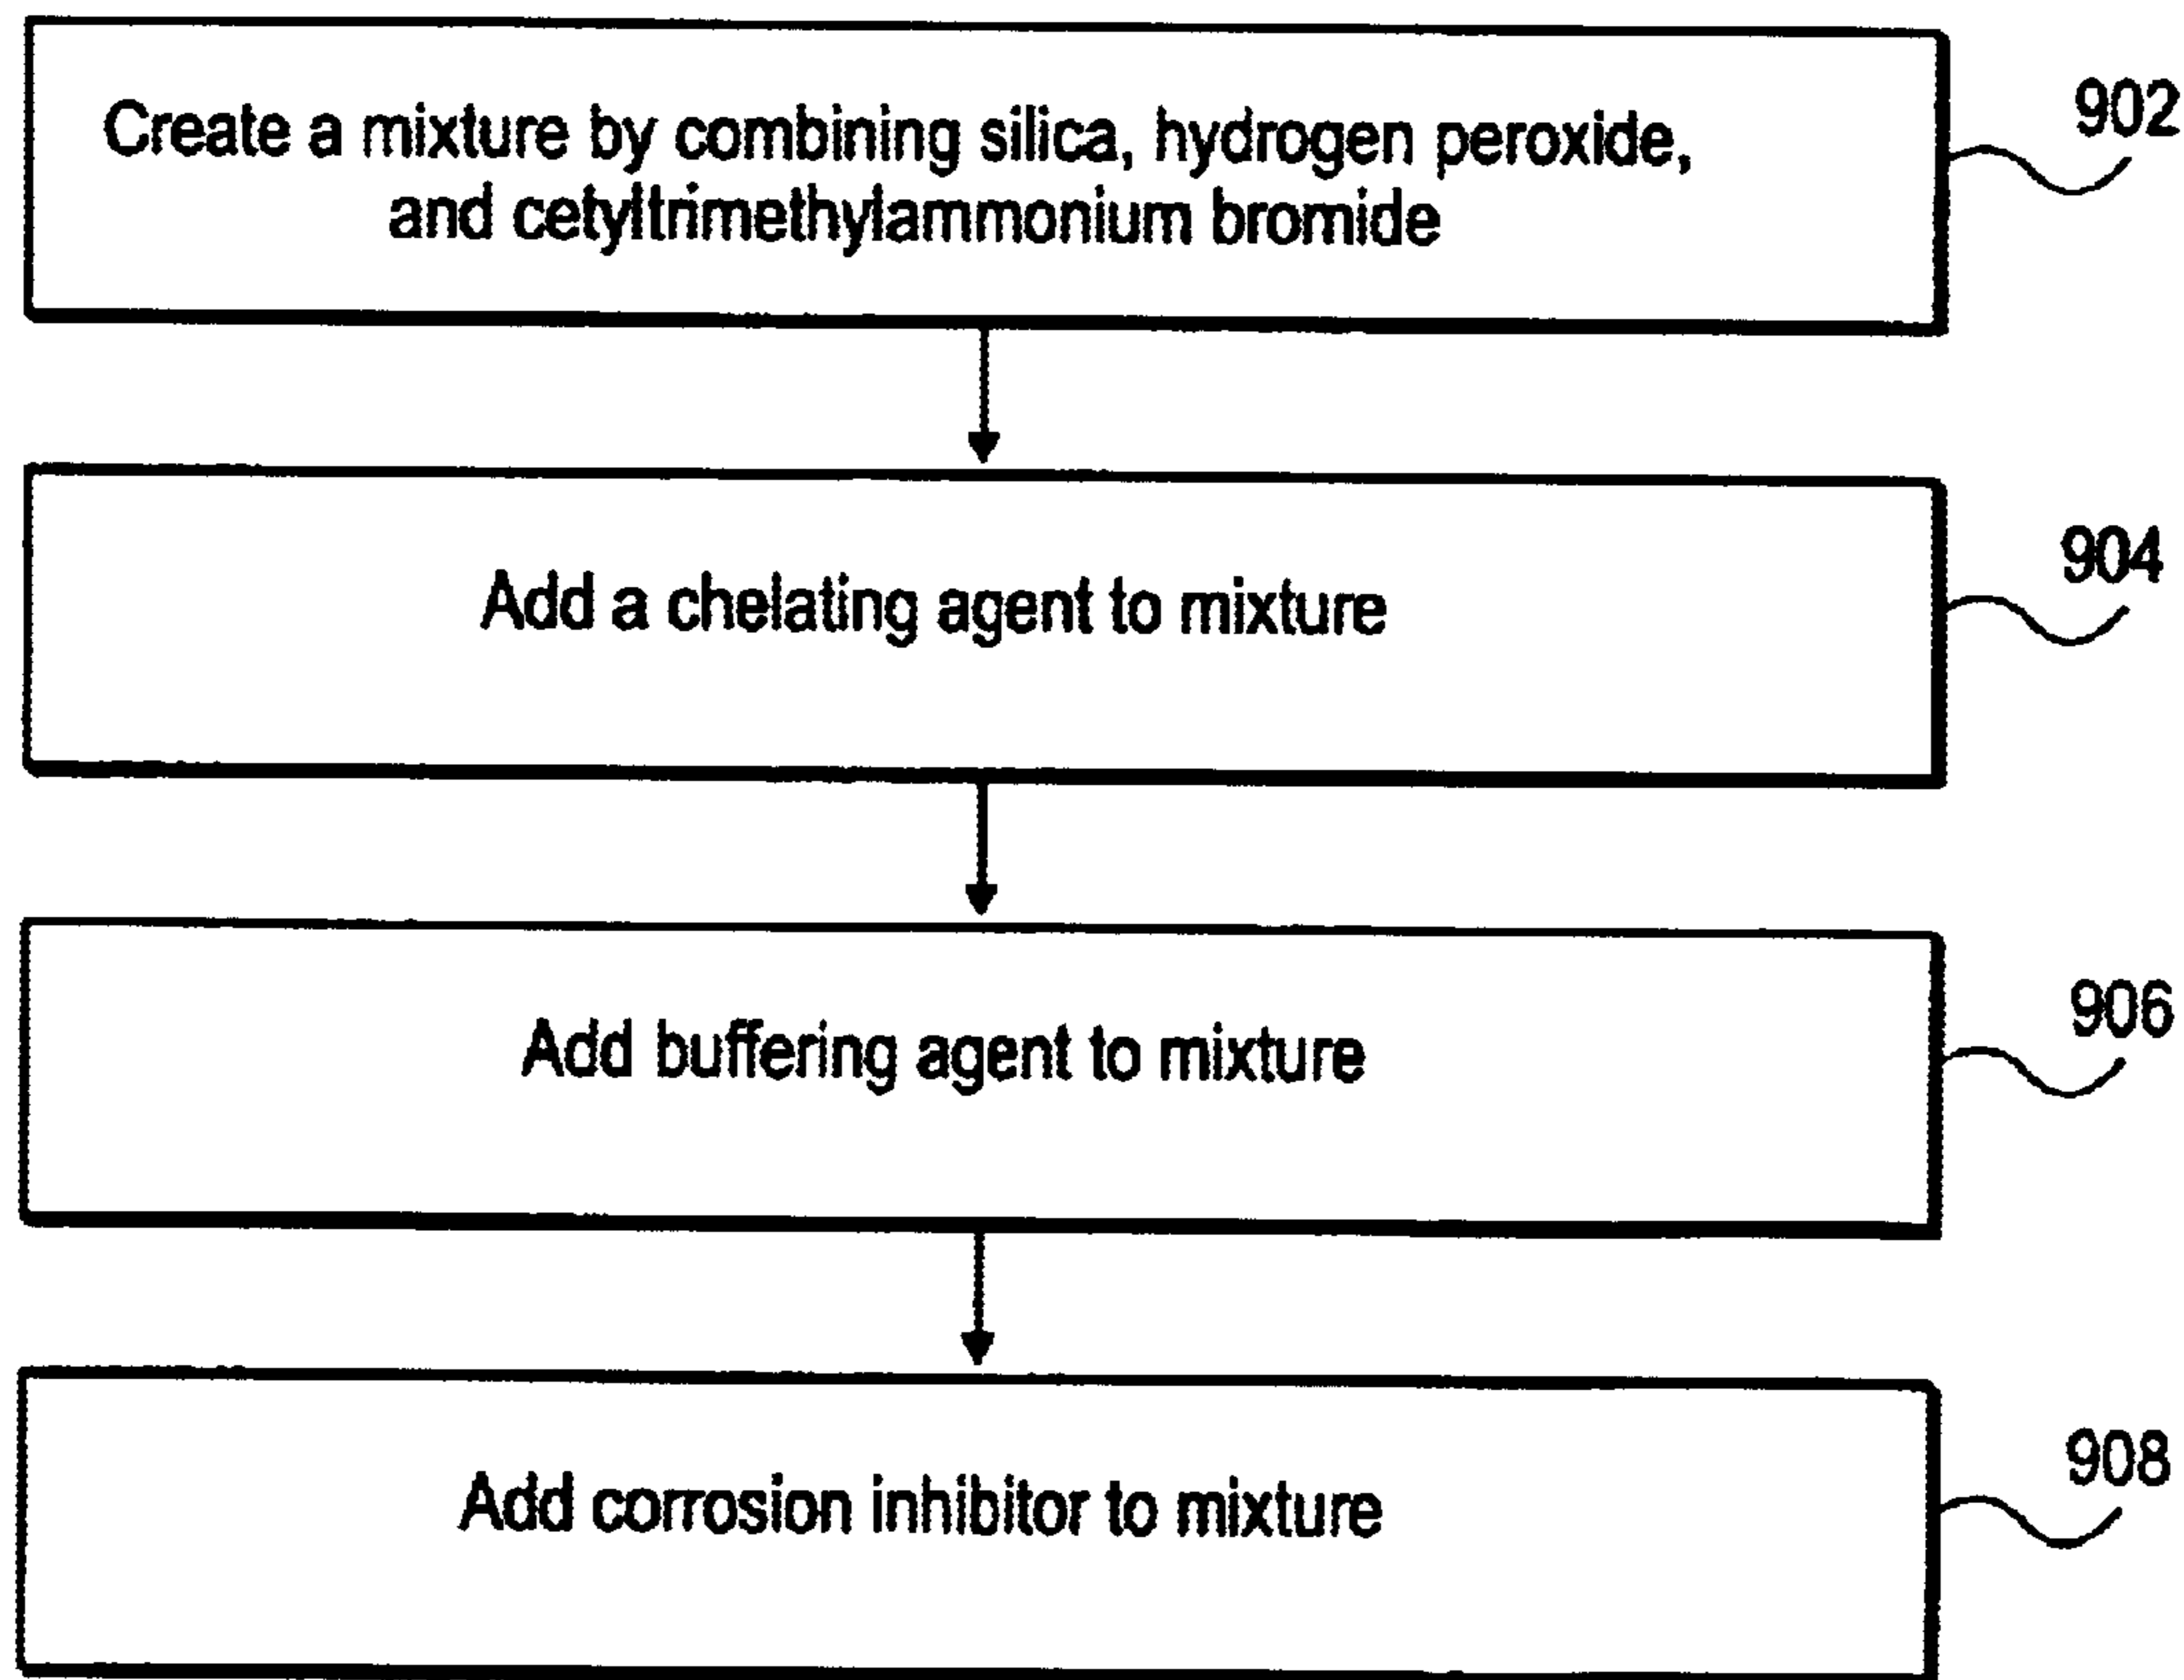 Create a mixture by combining silica, hydrogen peroxide,
and cetyltrimethylammonium bromide
902
Add a chelating agent to mixture
904
Add buffering agent to mixture
906
Add corrosion inhibitor to mixture
908